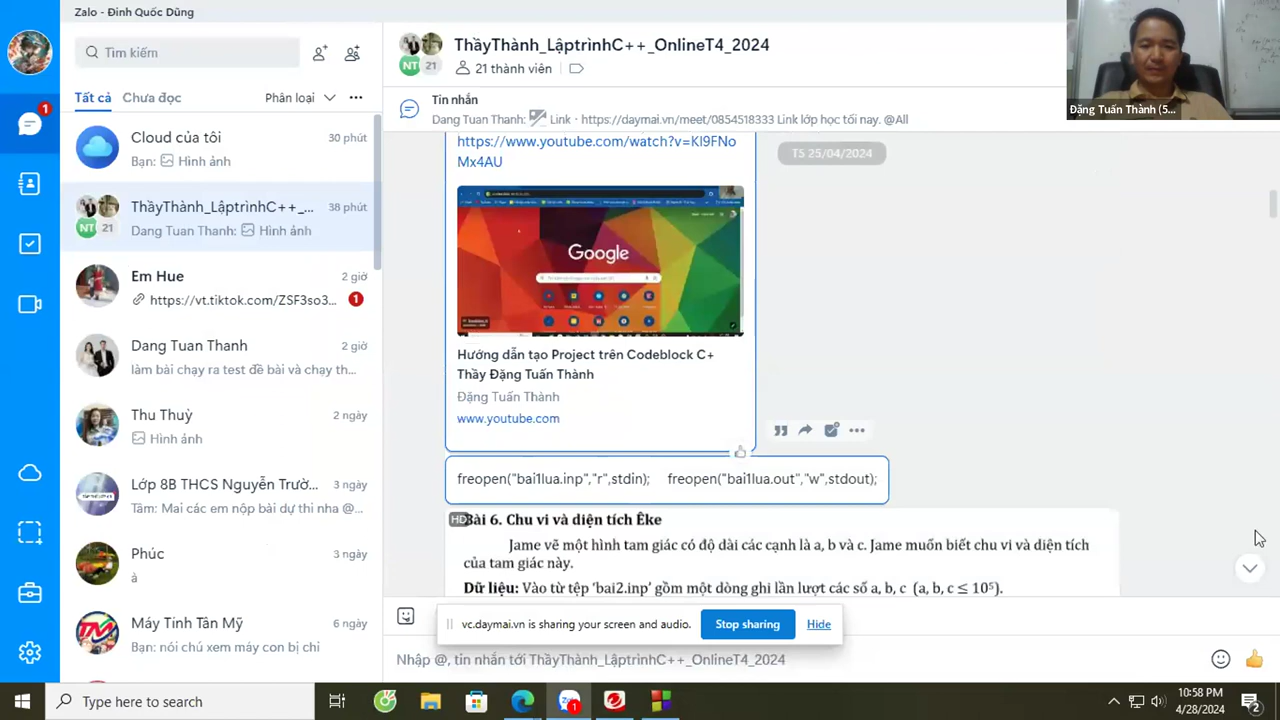 Zalo - Đinh Quốc Dũng
Tìm kiếm
Tất cả
Chưa đọc
Phân loại
1
Cloud của tôi
30 phút
Bạn: Hình ảnh
ThầyThành_LậptrìnhC++_...
38 phút
NT 21
Dang Tuan Thanh: Hình ảnh
Em Hue
2 giờ
https://vt.tiktok.com/ZSF3so3...
1
Dang Tuan Thanh
2 giờ
làm bài chạy ra test đề bài và chạy th...
Thu Thuỷ
2 ngày
Hình ảnh
Lớp 8B THCS Nguyễn Trườ...
3 ngày
Tâm: Mai các em nộp bài dự thi nha @...
Phúc
3 ngày
à
Máy Tính Tân Mỹ
6 ngày
Bạn: nói chú xem máy con bị chỉ
ThầyThành_LậptrìnhC++_OnlineT4_2024
NT 21
21 thành viên
Tin nhắn
Dang Tuan Thanh: Link · https://daymai.vn/meet/0854518333 Link lớp học tối nay. @All
Đặng Tuấn Thành (5...
T5 25/04/2024
https://www.youtube.com/watch?v=Kl9FNo
Mx4AU
Google
Hướng dẫn tạo Project trên Codeblock C+
Thầy Đặng Tuấn Thành
Đặng Tuấn Thành
www.youtube.com
freopen("bai1lua.inp","r",stdin); freopen("bai1lua.out","w",stdout);
HD
Bài 6. Chu vi và diện tích Êke
Jame vẽ một hình tam giác có độ dài các cạnh là a, b và c. Jame muốn biết chu vi và diện tích
của tam giác này.
Dữ liệu: Vào từ tệp ‘bai2.inp’ gồm một dòng ghi lần lượt các số a, b, c (a, b, c ≤ 10⁵).
vc.daymai.vn is sharing your screen and audio.
Stop sharing
Hide
Nhập @, tin nhắn tới ThầyThành_LậptrìnhC++_OnlineT4_2024
Type here to search
1
10:58 PM
4/28/2024
2